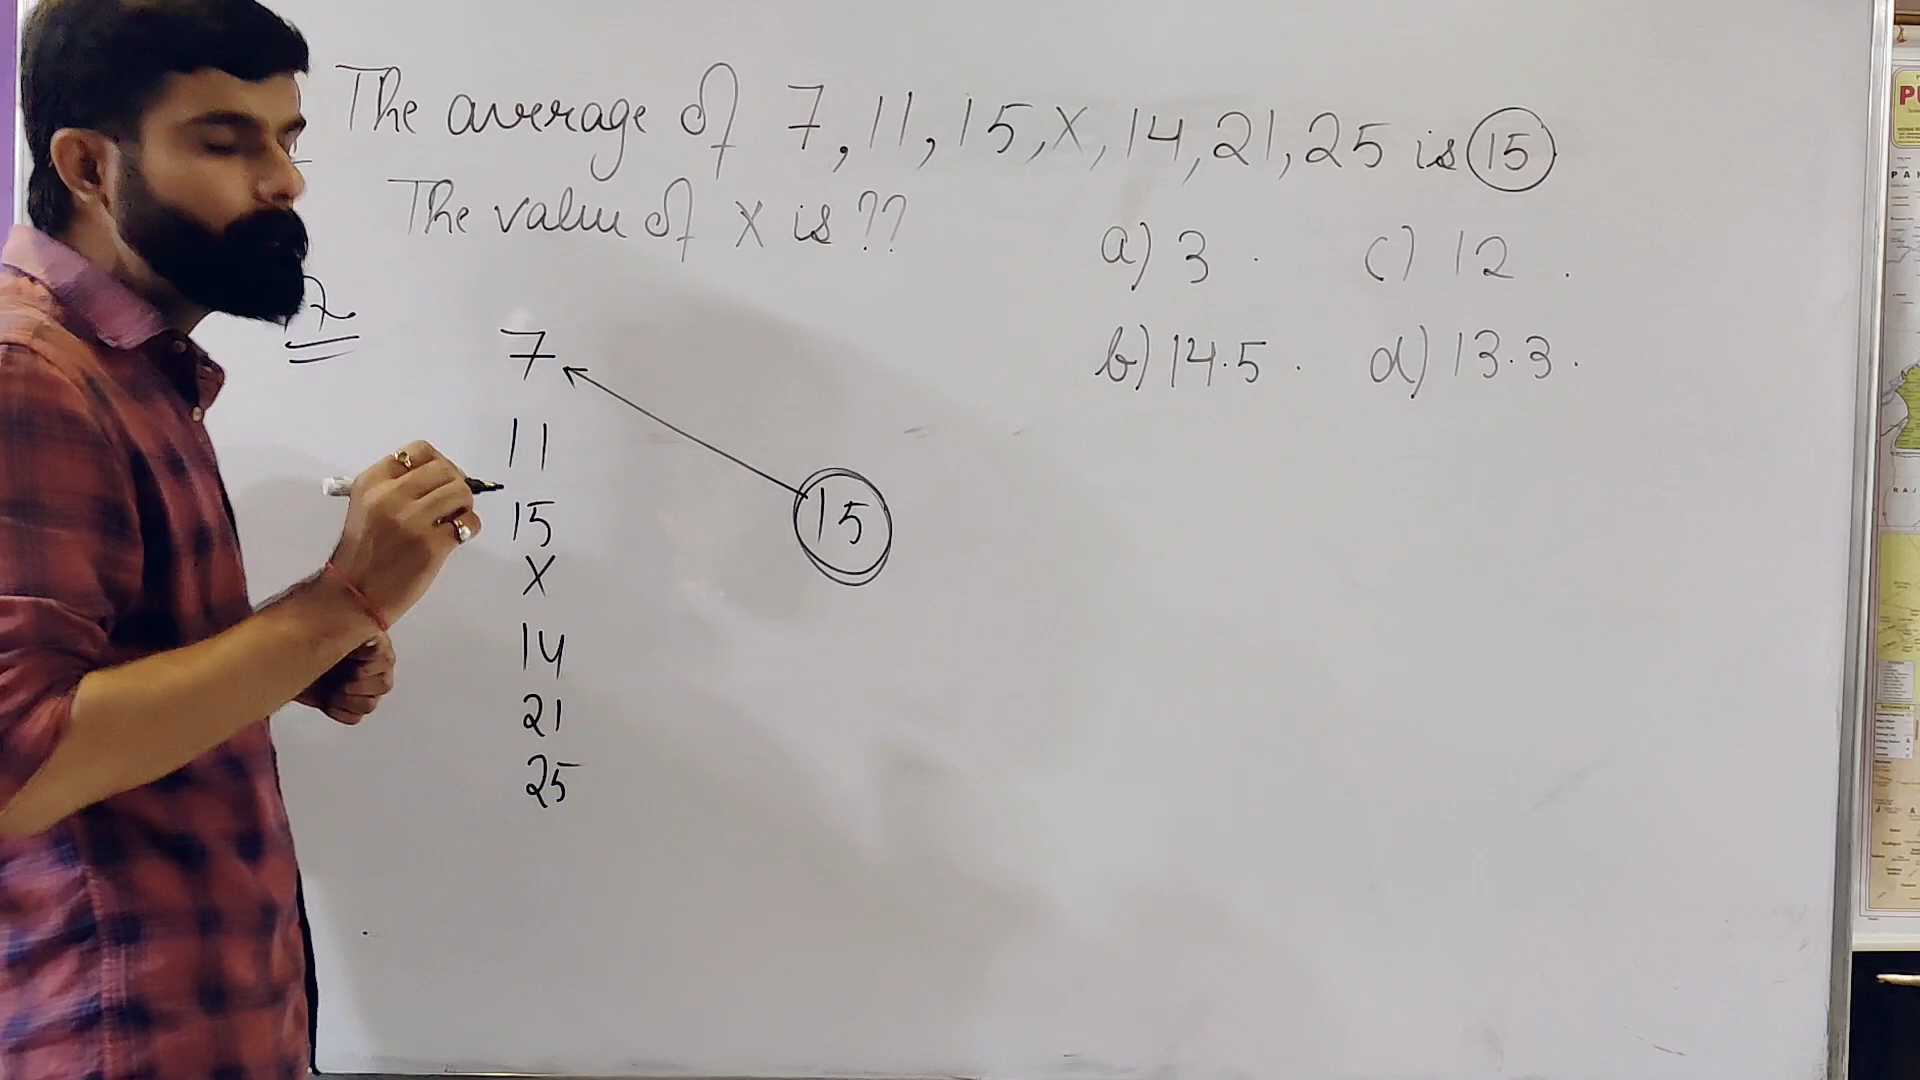 The average of 7, 11, 15, X, 14, 21, 25 is 15
The value of X is ??
a) 3 . c) 12 .
b) 14.5 . d) 13.3 .
7
11
15
15
X
14
21
25